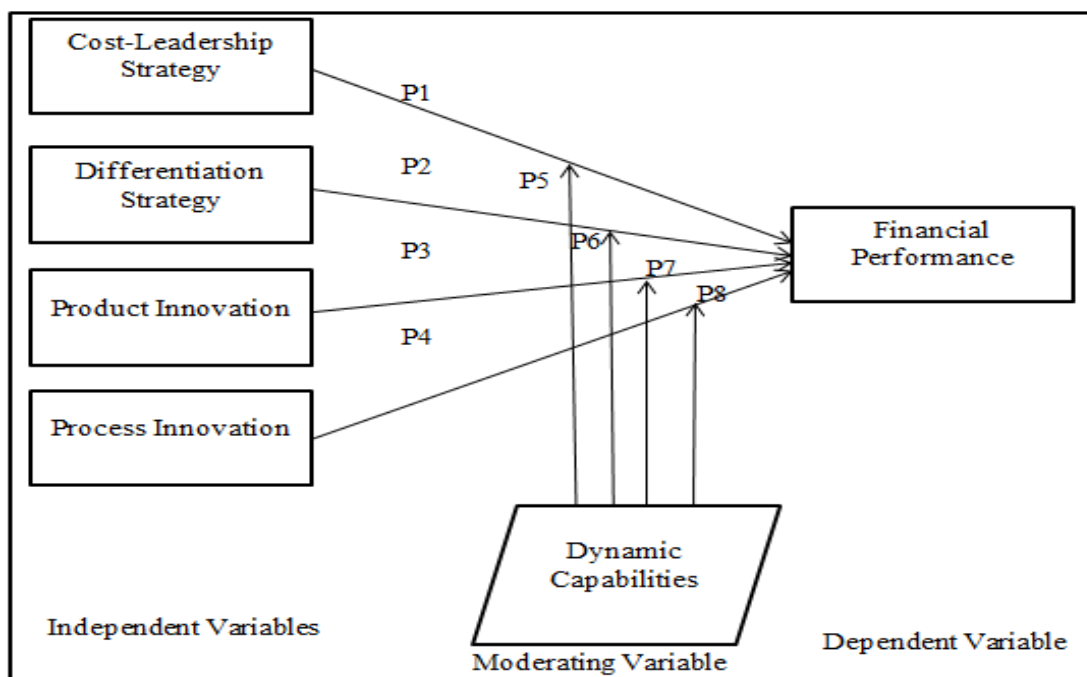 Cost-Leadership
Strategy
P1
Differentiation
Strategy
P2
P5
Financial
Performance
P3
P6
P7
Product Innovation
P8
P4
Process Innovation
Dynamic
Capabilities
Independent Variables
Moderating Variable
Dependent Variable